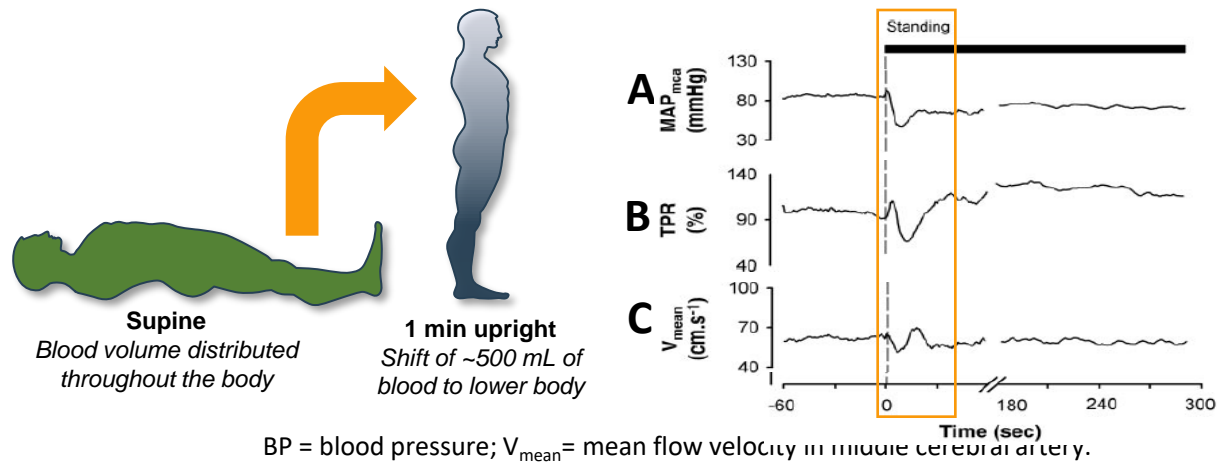 Supine
Blood volume distributed
throughout the body
1 min upright
Shift of ~500 mL of
blood to lower body
Standing
A
MAPmca
(mmHg)
130
80
30
B
TPR
(%)
140
90
40
C
Vmean
(cm.s-1)
100
70
40
-60
0
180
240
300
Time (sec)
BP = blood pressure; Vmean= mean flow velocity in middle cerebral artery.